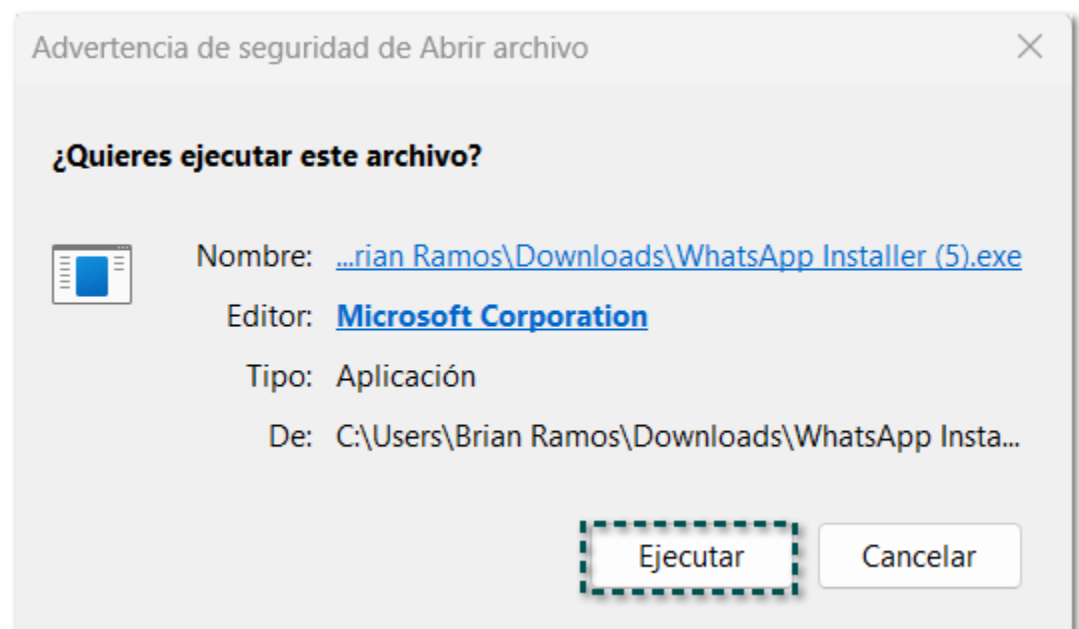 Advertencia de seguridad de Abrir archivo
¿Quieres ejecutar este archivo?
Nombre: ...rian Ramos\Downloads\WhatsApp Installer (5).exe
Editor: Microsoft Corporation
Tipo: Aplicación
De: C:\Users\Brian Ramos\Downloads\WhatsApp Insta...
Ejecutar Cancelar